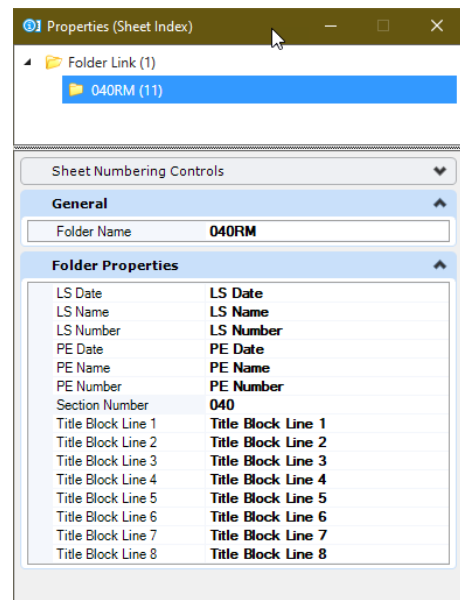 Properties (Sheet Index)
Folder Link (1)
040RM (11)
Sheet Numbering Controls
General
Folder Name 040RM
Folder Properties
LS Date LS Date
LS Name LS Name
LS Number LS Number
PE Date PE Date
PE Name PE Name
PE Number PE Number
Section Number 040
Title Block Line 1 Title Block Line 1
Title Block Line 2 Title Block Line 2
Title Block Line 3 Title Block Line 3
Title Block Line 4 Title Block Line 4
Title Block Line 5 Title Block Line 5
Title Block Line 6 Title Block Line 6
Title Block Line 7 Title Block Line 7
Title Block Line 8 Title Block Line 8